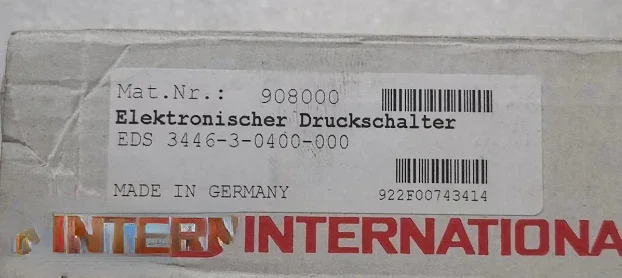 Mat.Nr.: 908000
Elektronischer Druckschalter
EDS 3446-3-0400-000
MADE IN GERMANY 922F00743414
INTERNATIONA